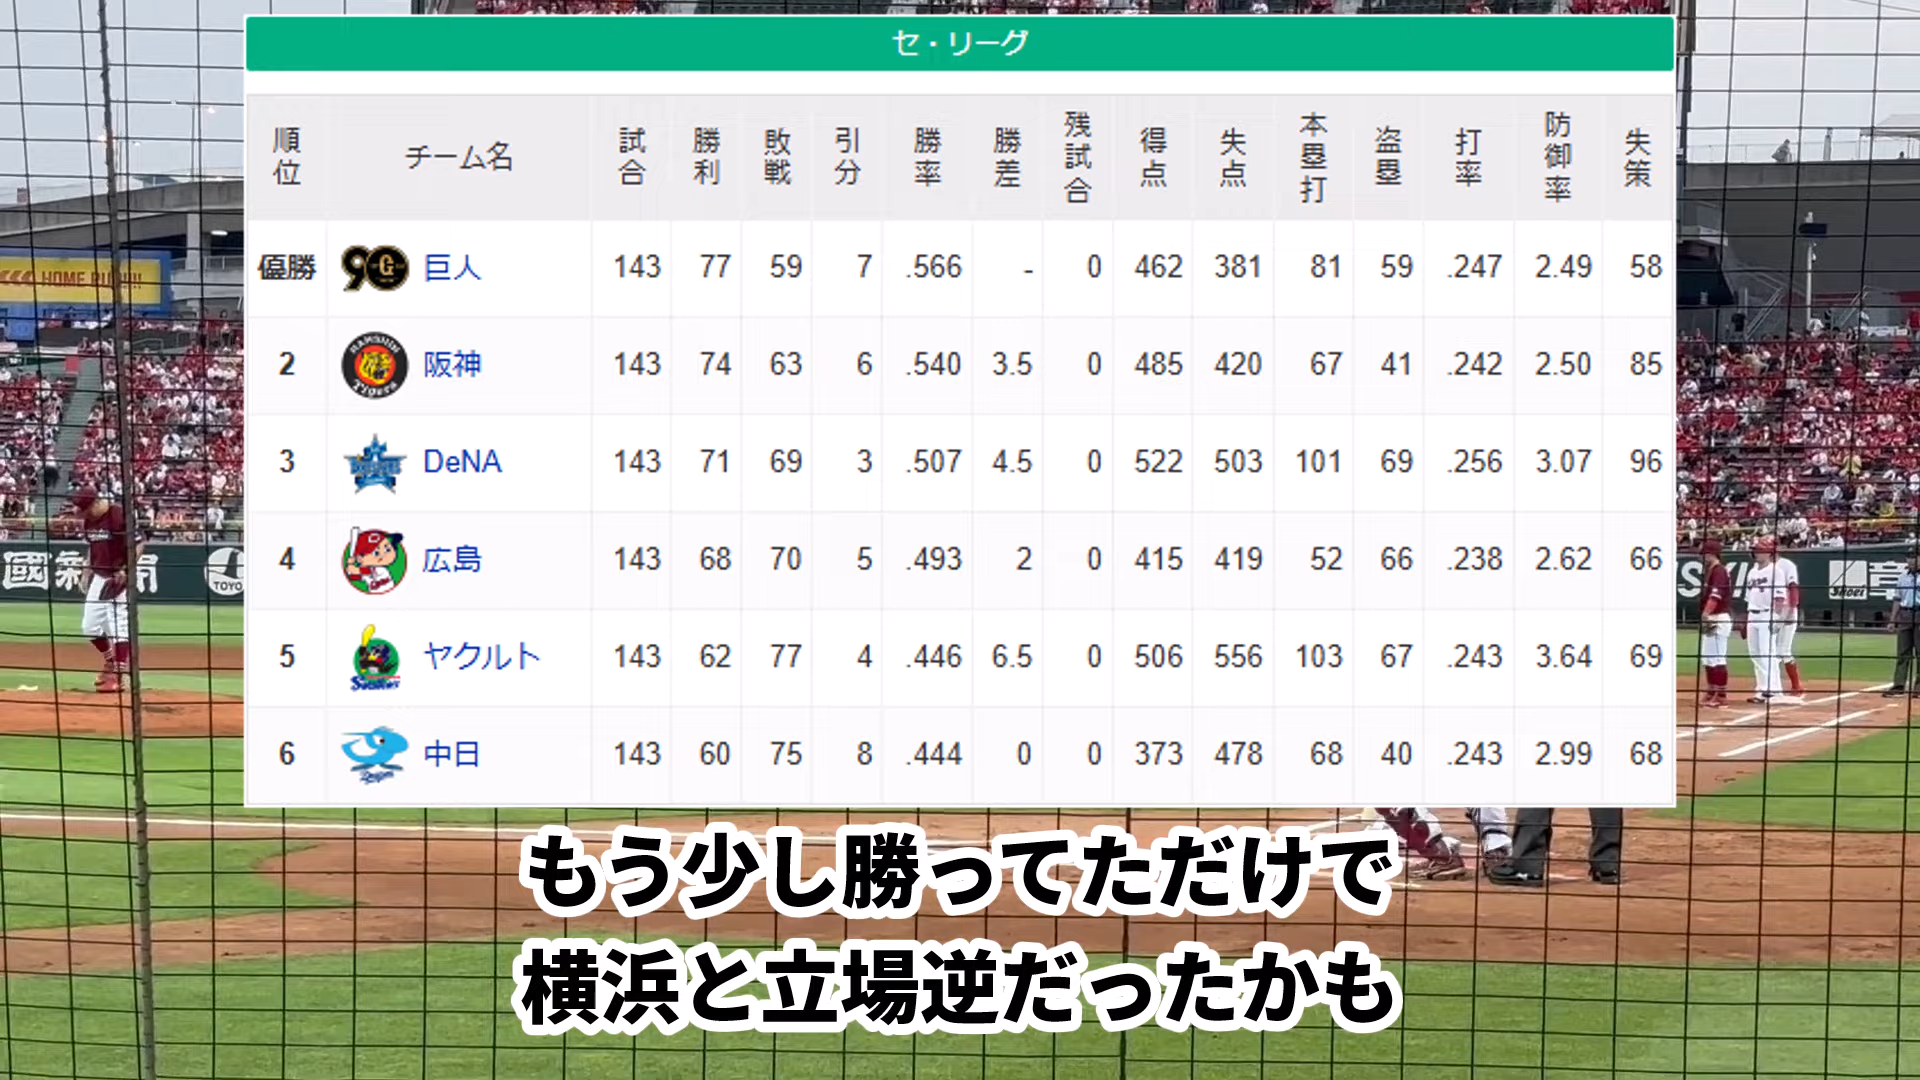 セ・リーグ
順位 チーム名 試合 勝利 敗戦 引分 勝率 勝差 残試合 得点 失点 本塁打 盗塁 打率 防御率 失策
優勝 巨人 143 77 59 7 .566 - 0 462 381 81 59 .247 2.49 58
2 阪神 143 74 63 6 .540 3.5 0 485 420 67 41 .242 2.50 85
3 DeNA 143 71 69 3 .507 4.5 0 522 503 101 69 .256 3.07 96
4 広島 143 68 70 5 .493 2 0 415 419 52 66 .238 2.62 66
5 ヤクルト 143 62 77 4 .446 6.5 0 506 556 103 67 .243 3.64 69
6 中日 143 60 75 8 .444 0 0 373 478 68 40 .243 2.99 68
HOME RUN!!!
TOYO
もう少し勝ってただけで
横浜と立場逆だったかも